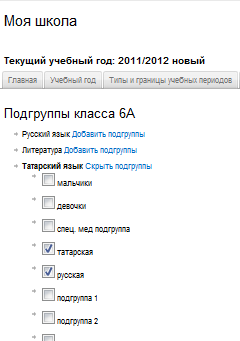 Моя школа
Текущий учебный год: 2011/2012 новый
Главная Учебный год Типы и границы учебных периодов
Подгруппы класса 6А
Русский язык Добавить подгруппы
Литература Добавить подгруппы
Татарский язык Скрыть подгруппы
мальчики
девочки
спец. мед подгруппа
татарская
русская
подгруппа 1
подгруппа 2